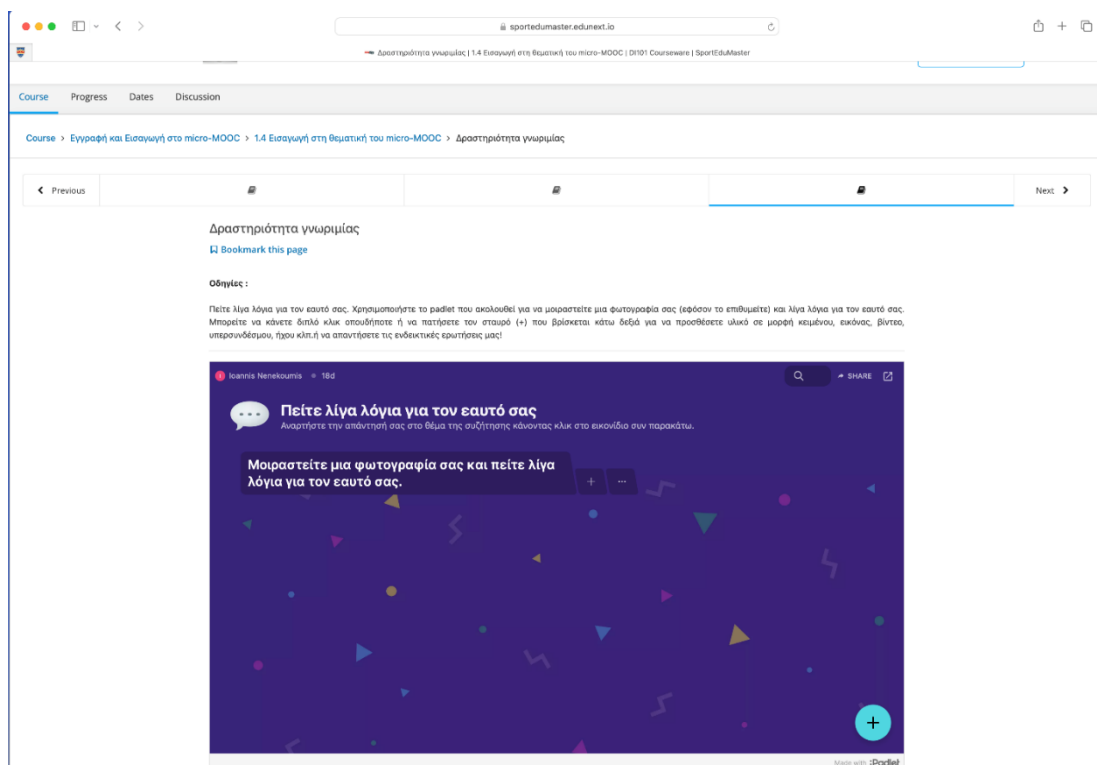 sportedumaster.edunext.io
Δραστηριότητα γνωριμίας | 1.4 Εισαγωγή στη θεματική του micro-MOOC | DI101 Courseware | SportEduMaster
Course Progress Dates Discussion
Course > Εγγραφή και Εισαγωγή στο micro-MOOC > 1.4 Εισαγωγή στη θεματική του micro-MOOC > Δραστηριότητα γνωριμίας
Previous Next
Δραστηριότητα γνωριμίας
Bookmark this page
Οδηγίες :
Πείτε λίγα λόγια για τον εαυτό σας. Χρησιμοποιήστε το padlet που ακολουθεί για να μοιραστείτε μια φωτογραφία σας (εφόσον το επιθυμείτε) και λίγα λόγια για τον εαυτό σας.
Μπορείτε να κάνετε διπλό κλικ οπουδήποτε ή να πατήσετε τον σταυρό (+) που βρίσκεται κάτω δεξιά για να προσθέσετε υλικό σε μορφή κειμένου, εικόνας, βίντεο,
υπερσυνδέσμου, ήχου κλπ.ή να απαντήσετε τις ενδεικτικές ερωτήσεις μας!
Ioannis Nenekoumis 18d SHARE
Πείτε λίγα λόγια για τον εαυτό σας
Αναρτήστε την απάντησή σας στο θέμα της συζήτησης κάνοντας κλικ στο εικονίδιο συν παρακάτω.
Μοιραστείτε μια φωτογραφία σας και πείτε λίγα
λόγια για τον εαυτό σας.
Made with :Padlet